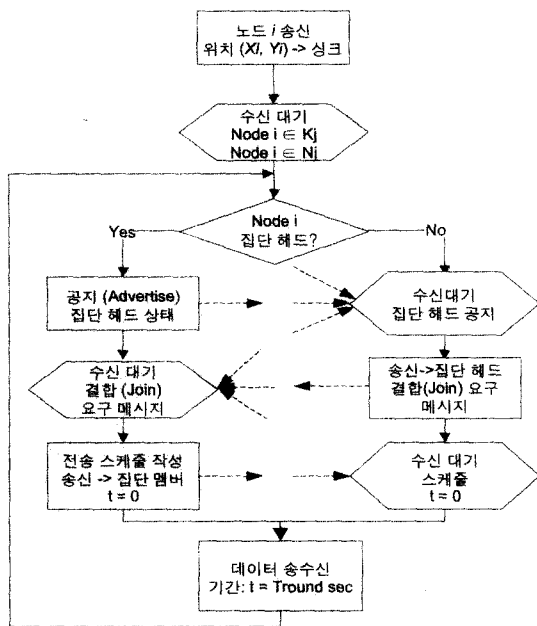 노드 i 송신
위치 (Xi, Yi) -> 싱크
수신 대기
Node i ∈ Kj
Node i ∈ Nj
Node i
집단 헤드?
Yes
No
공지 (Advertise)
집단 헤드 상태
수신대기
집단 헤드 공지
수신 대기
결합 (Join)
요구 메시지
송신->집단 헤드
결합(Join) 요구
메시지
전송 스케줄 작성
송신 -> 집단 멤버
t = 0
수신 대기
스케줄
t = 0
데이터 송수신
기간: t = Tround sec